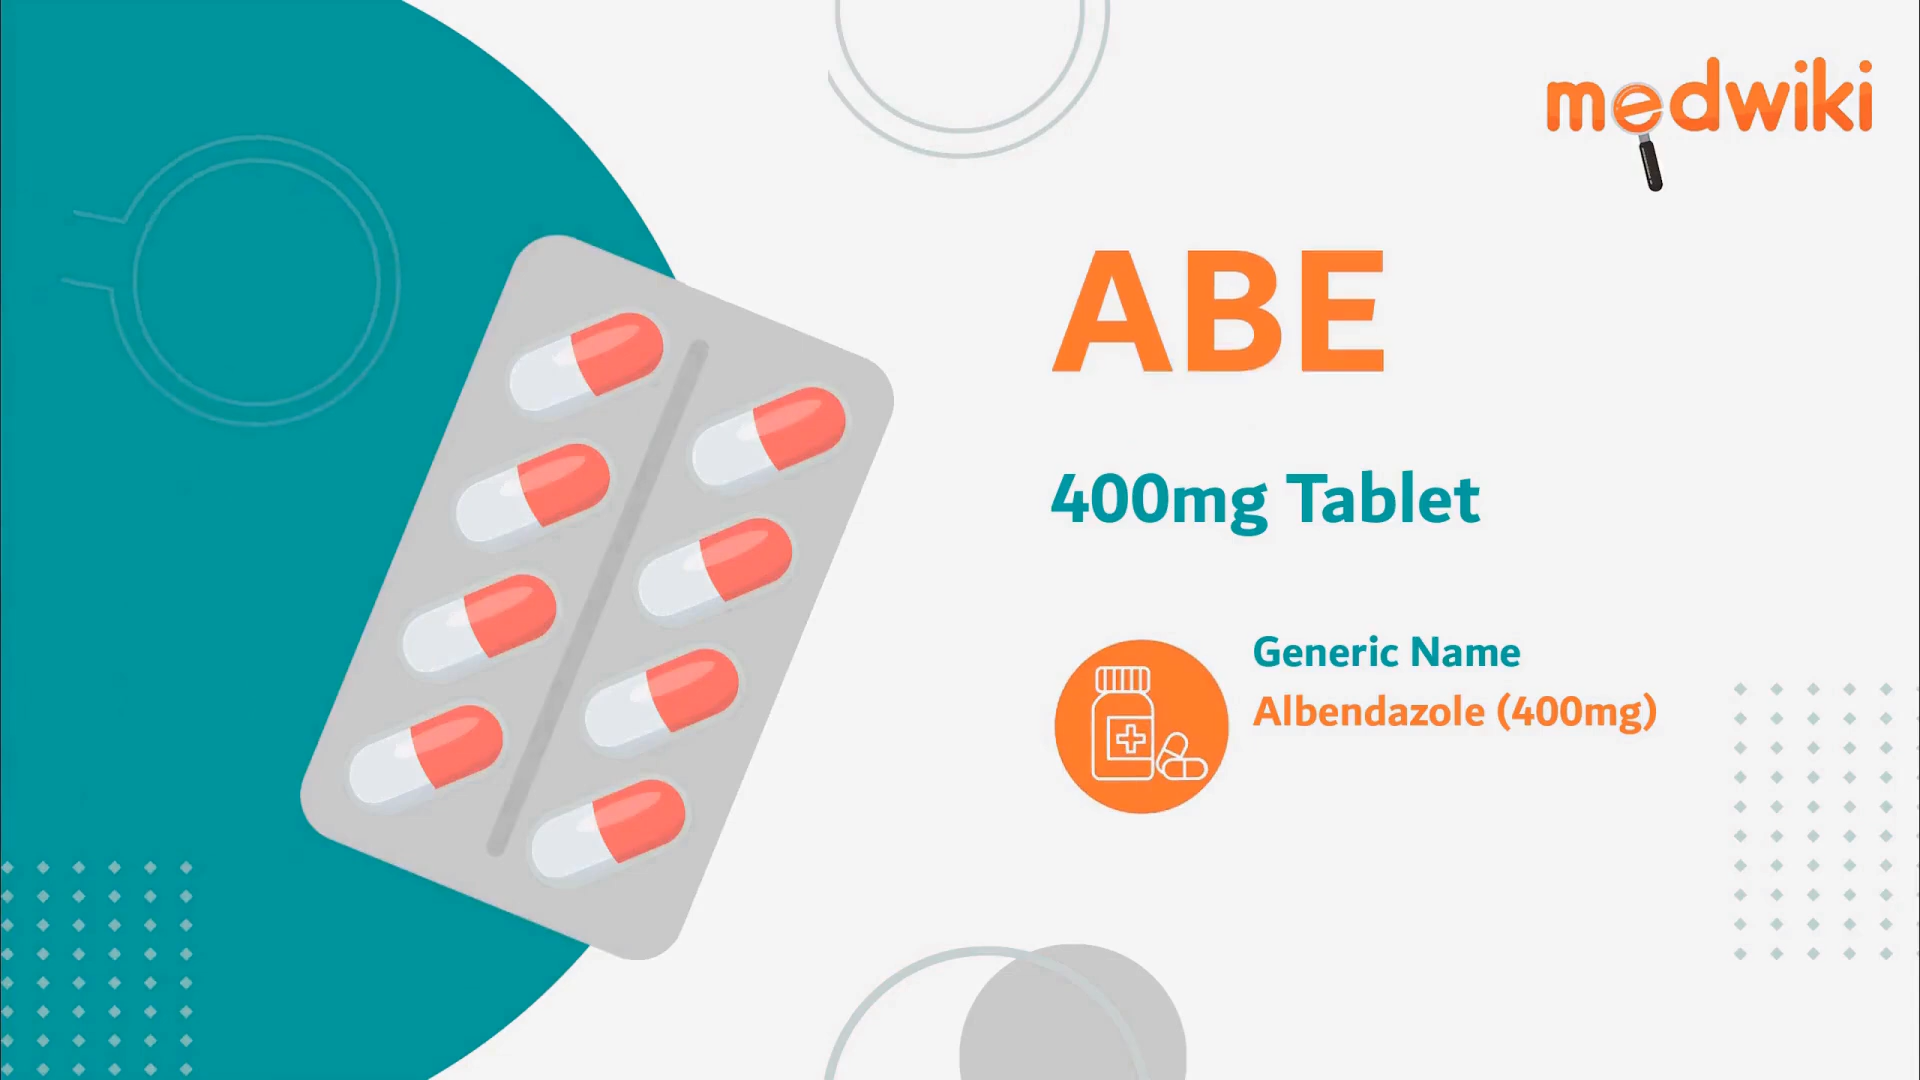 medwiki
ABE
400mg Tablet
Generic Name
Albendazole (400mg)